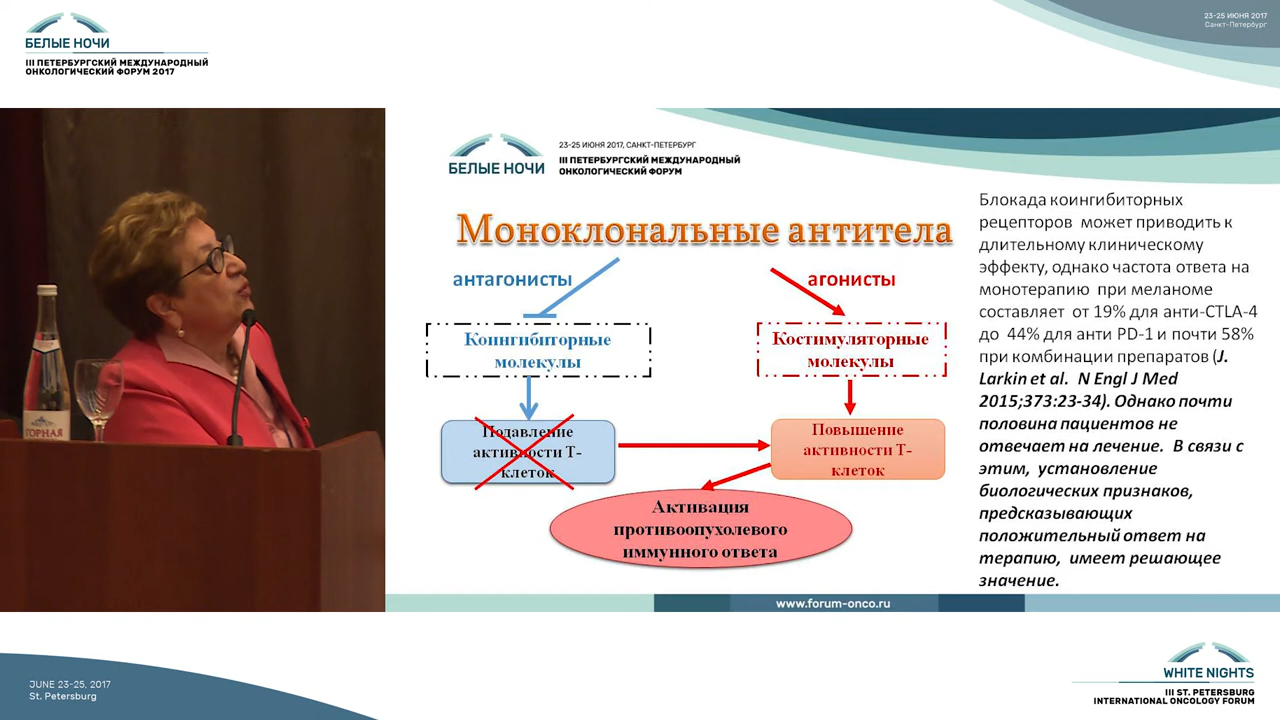 БЕЛЫЕ НОЧИ
III ПЕТЕРБУРГСКИЙ МЕЖДУНАРОДНЫЙ
ОНКОЛОГИЧЕСКИЙ ФОРУМ 2017
23-25 ИЮНЯ 2017
Санкт-Петербург
БЕЛЫЕ НОЧИ
23-25 ИЮНЯ 2017, САНКТ-ПЕТЕРБУРГ
III ПЕТЕРБУРГСКИЙ МЕЖДУНАРОДНЫЙ
ОНКОЛОГИЧЕСКИЙ ФОРУМ
Моноклональные антитела
антагонисты
агонисты
Коингибиторные
молекулы
Костимуляторные
молекулы
Подавление
активности Т-
клеток
Повышение
активности Т-
клеток
Активация
противоопухолевого
иммунного ответа
Блокада коингибиторных
рецепторов может приводить к
длительному клиническому
эффекту, однако частота ответа на
монотерапию при меланоме
составляет от 19% для анти-CTLA-4
до 44% для анти PD-1 и почти 58%
при комбинации препаратов (J.
Larkin et al. N Engl J Med
2015;373:23-34). Однако почти
половина пациентов не
отвечает на лечение. В связи с
этим, установление
биологических признаков,
предсказывающих
положительный ответ на
терапию, имеет решающее
значение.
www.forum-onco.ru
ГОРНАЯ
JUNE 23-25, 2017
St. Petersburg
WHITE NIGHTS
III ST. PETERSBURG
INTERNATIONAL ONCOLOGY FORUM